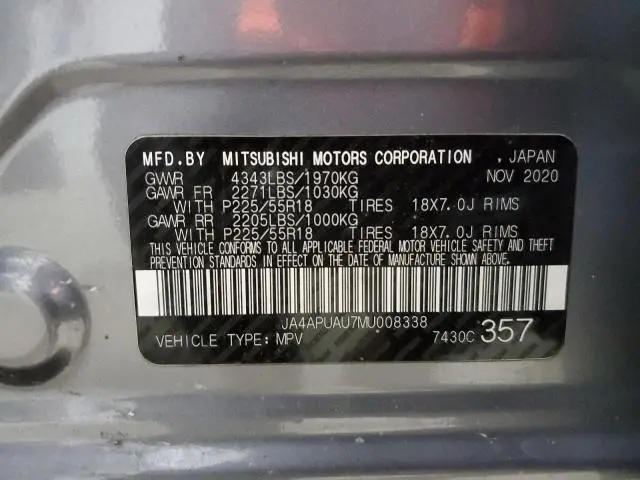 MFD.BY MITSUBISHI MOTORS CORPORATION , JAPAN
GVWR 4343LBS/1970KG NOV 2020
GAWR FR 2271LBS/1030KG
WITH P225/55R18 TIRES 18X7.0J RIMS
GAWR RR 2205LBS/1000KG
WITH P225/55R18 TIRES 18X7.0J RIMS
THIS VEHICLE CONFORMS TO ALL APPLICABLE FEDERAL MOTOR VEHICLE SAFETY AND THEFT
PREVENTION STANDARDS IN EFFECT ON THE DATE OF MANUFACTURE SHOWN ABOVE.
JA4APUAU7MU008338
VEHICLE TYPE:MPV 7430C 357